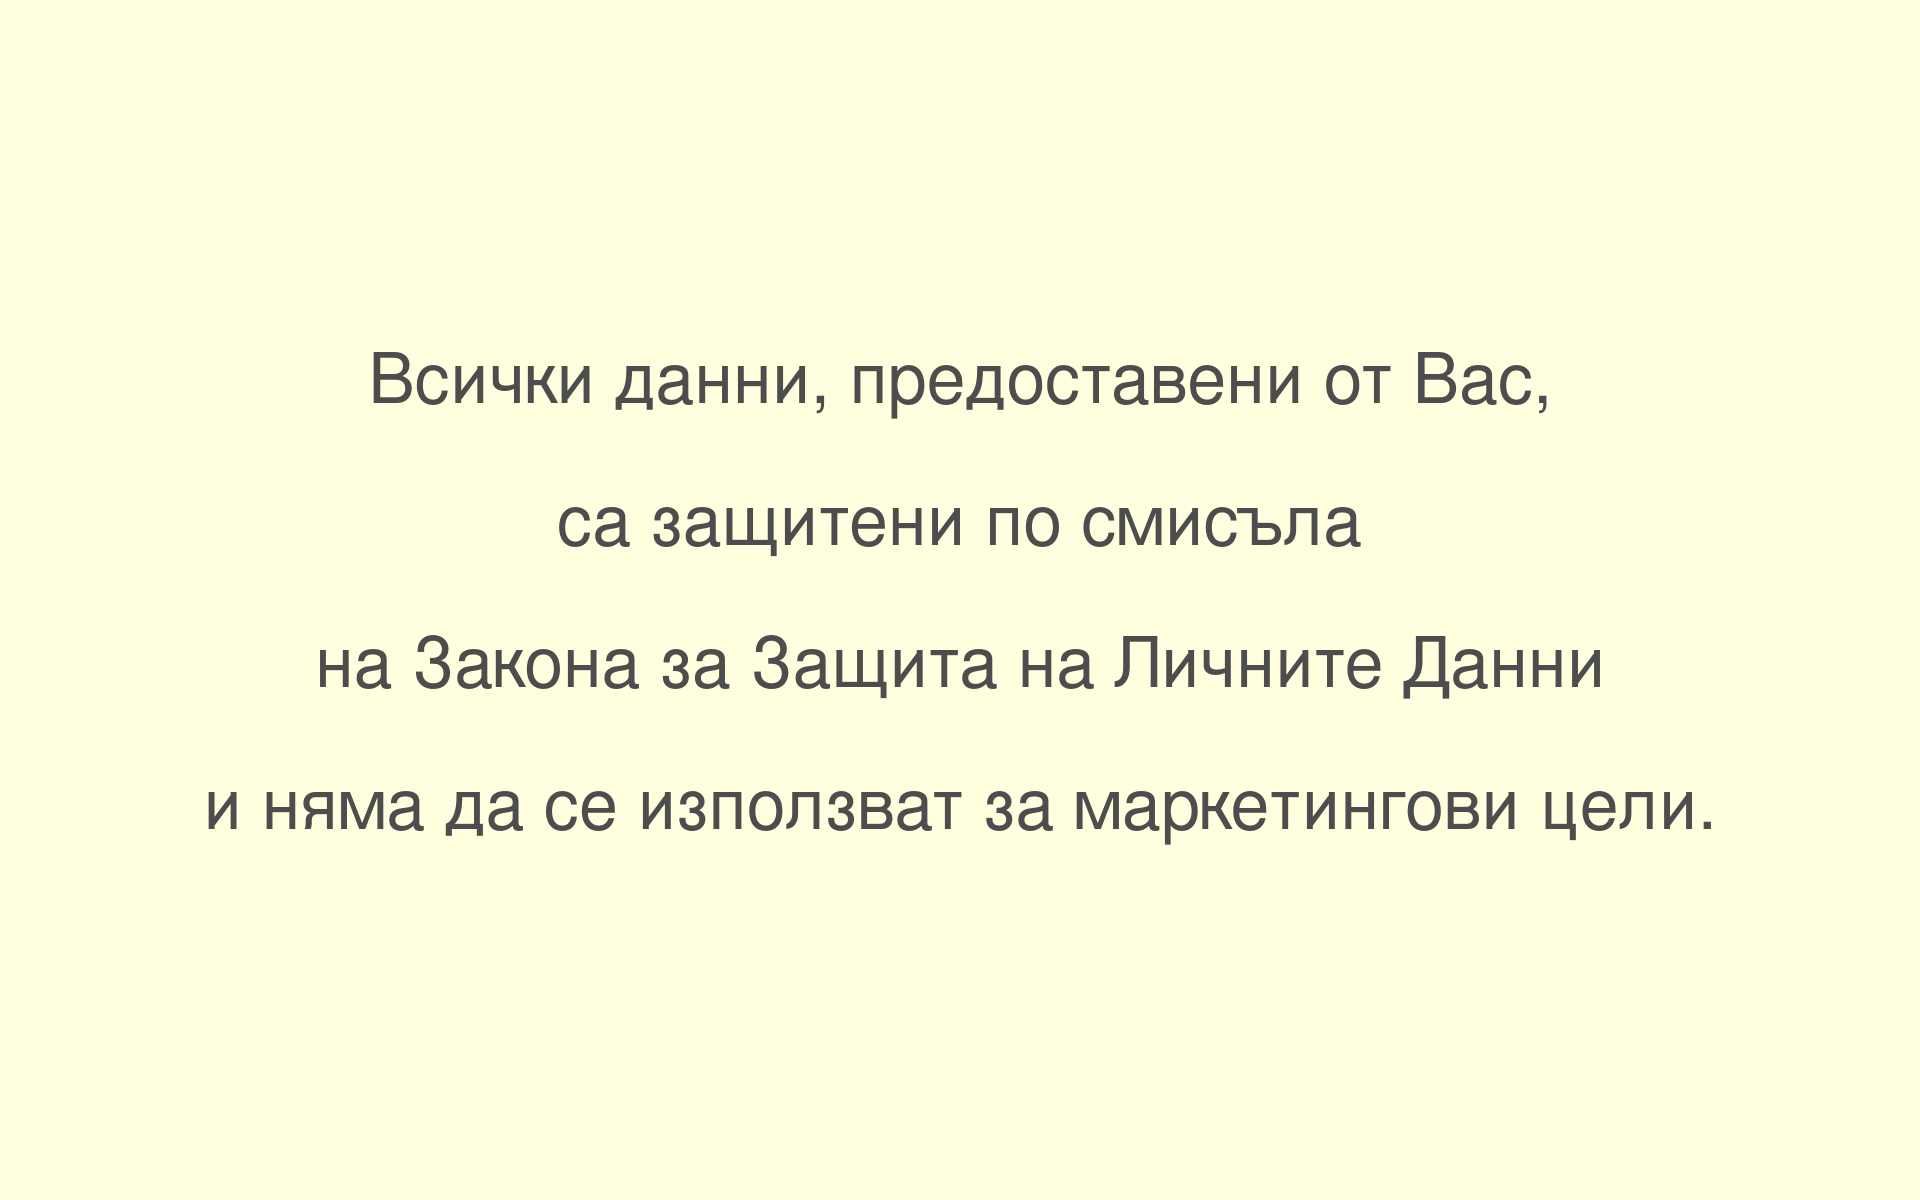 Всички данни, предоставени от Вас,
са защитени по смисъла
на Закона за Защита на Личните Данни
и няма да се използват за маркетингови цели.